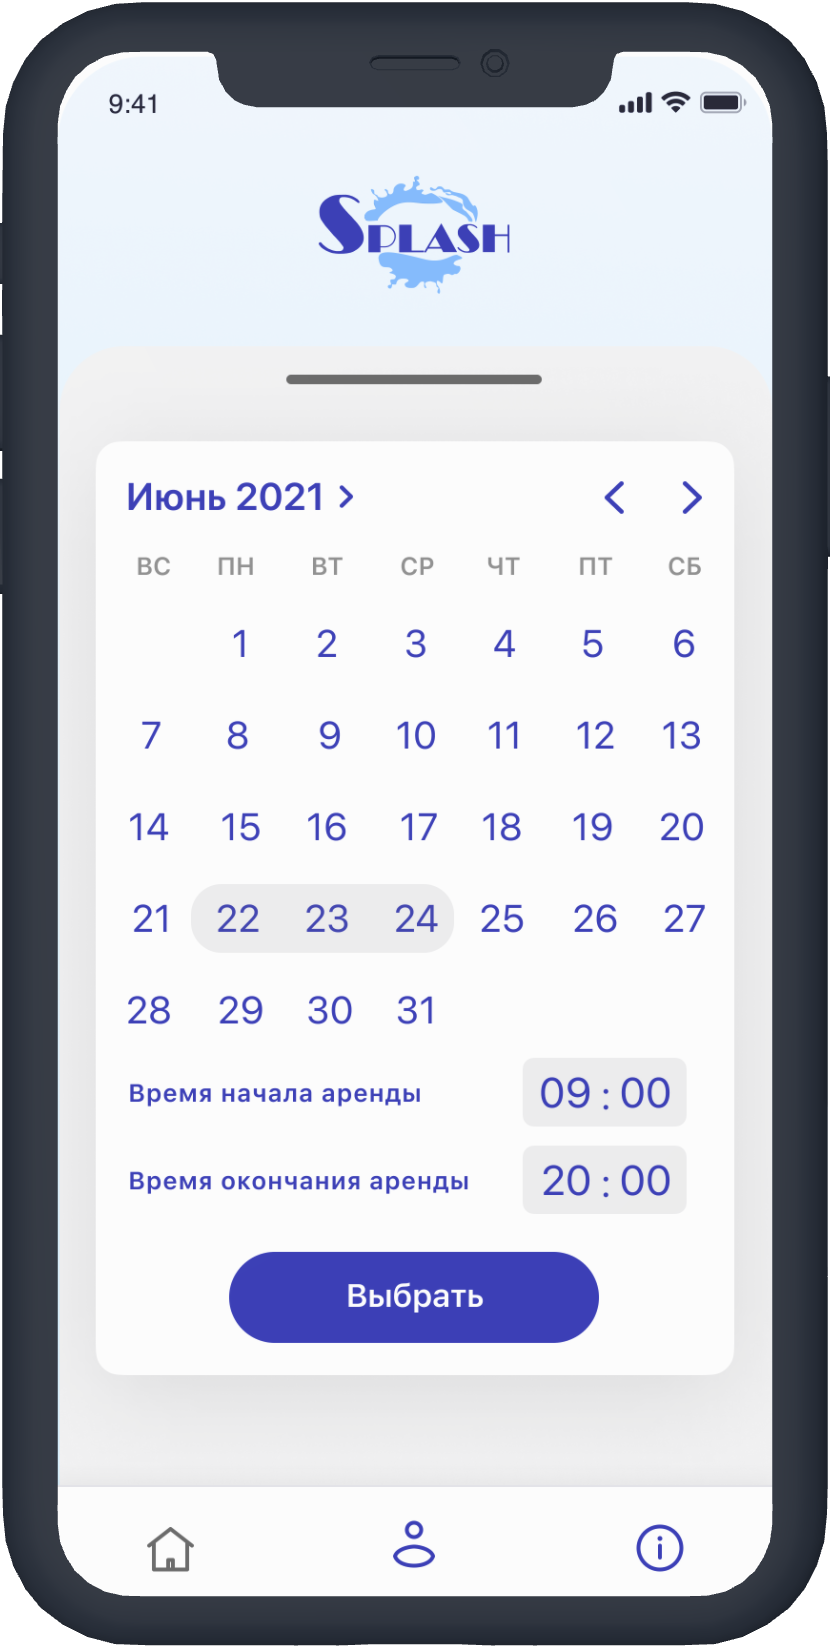 9:41
SPLASH
Июнь 2021
ВС ПН ВТ СР ЧТ ПТ СБ
1 2 3 4 5 6
7 8 9 10 11 12 13
14 15 16 17 18 19 20
21 22 23 24 25 26 27
28 29 30 31
Время начала аренды 09 : 00
Время окончания аренды 20 : 00
Выбрать